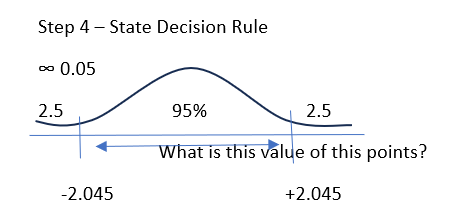 Step 4 – State Decision Rule
∞ 0.05
2.5 95% 2.5
What is this value of this points?
-2.045 +2.045